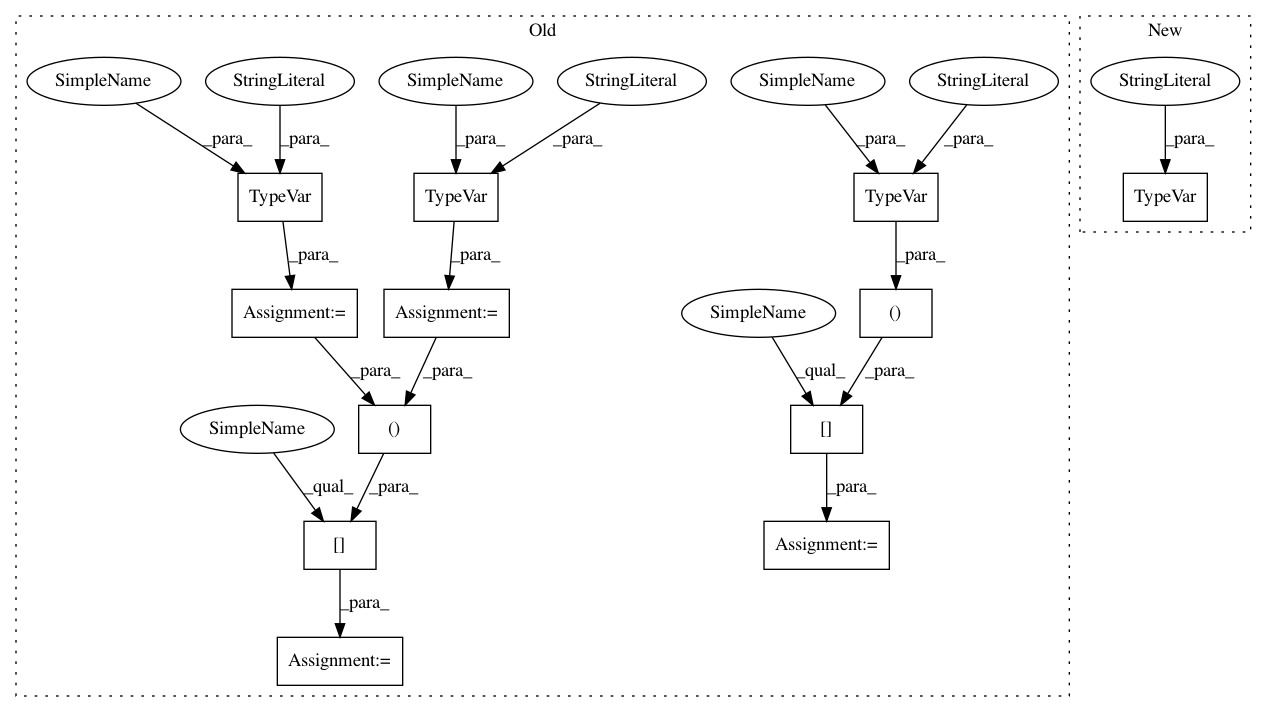 Old
New
SimpleName
StringLiteral
SimpleName
StringLiteral
SimpleName
StringLiteral
StringLiteral
_para_
_para_
_para_
_para_
_para_
_para_
_para_
TypeVar
TypeVar
TypeVar
TypeVar
_para_
_para_
_para_
Assignment:=
Assignment:=
SimpleName
()
_para_
_para_
_qual_
_para_
SimpleName
()
[]
_qual_
_para_
_para_
[]
Assignment:=
_para_
Assignment:=